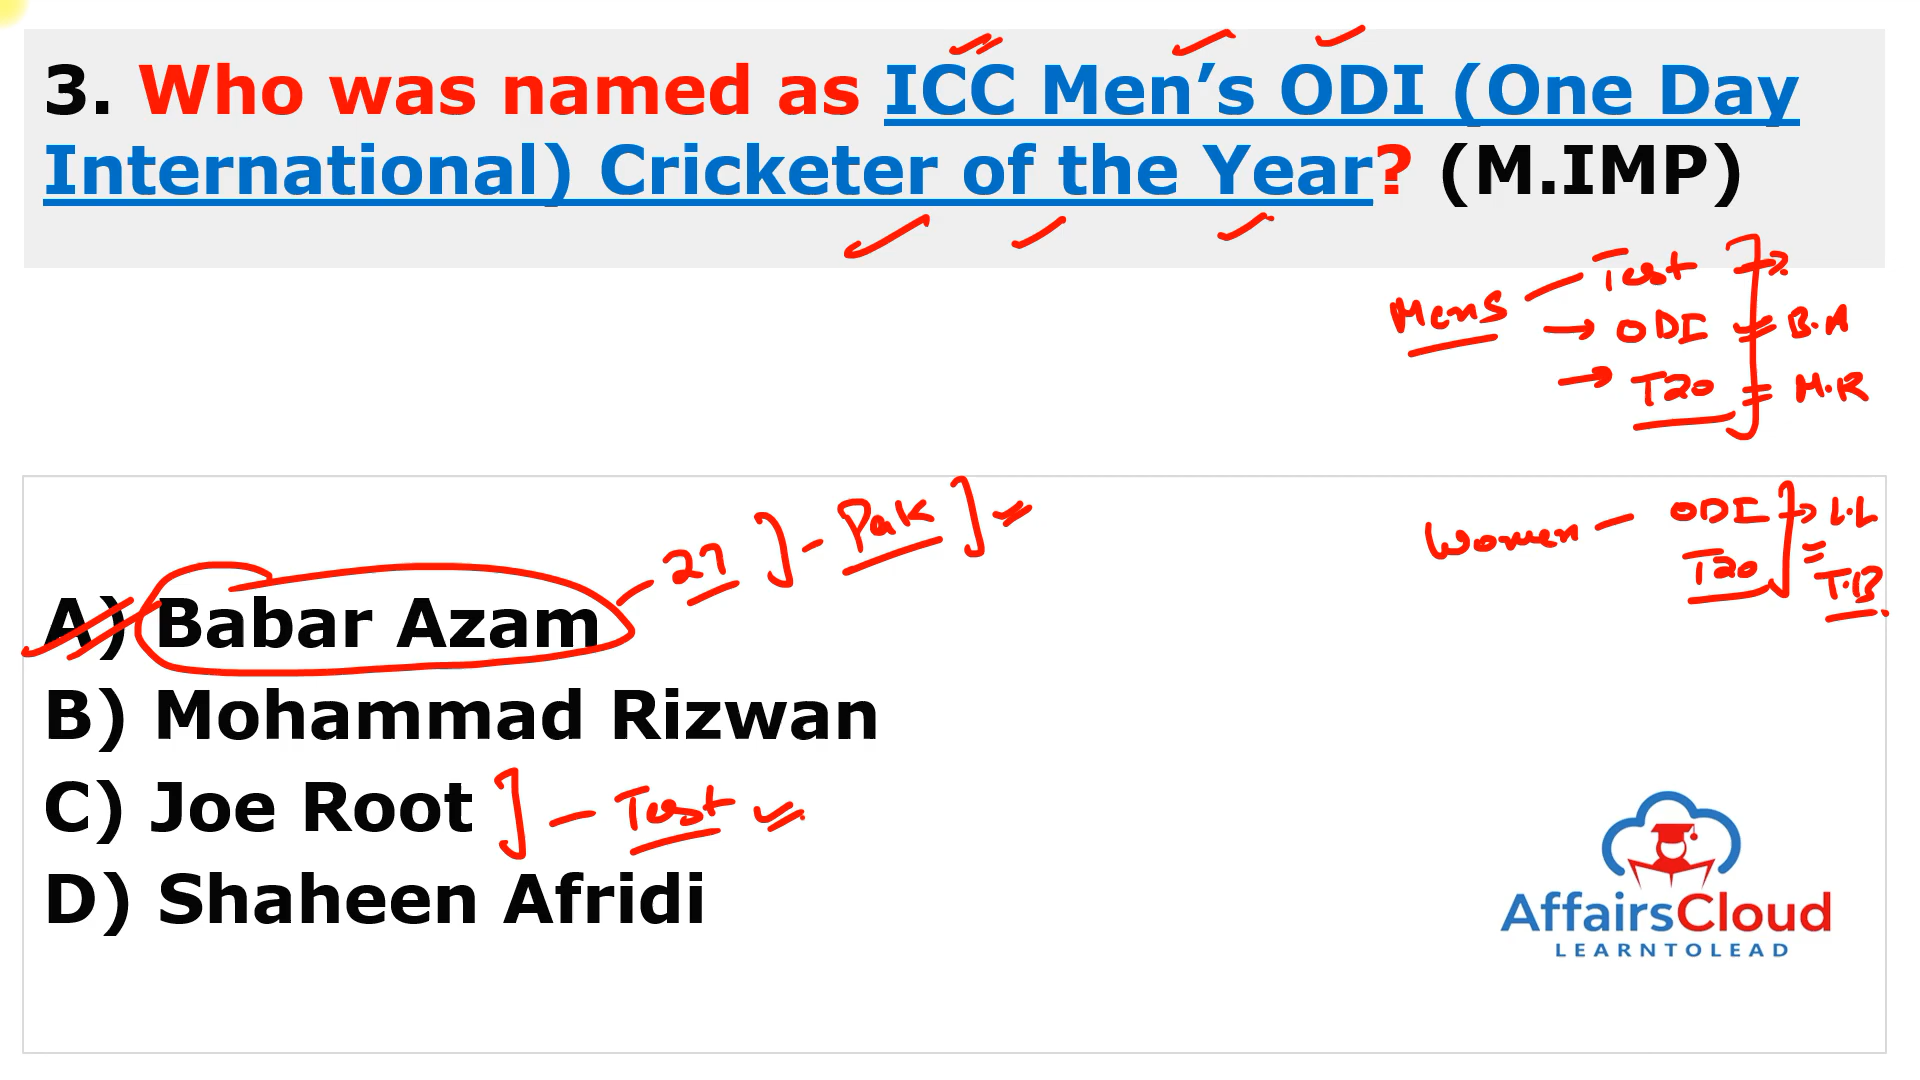 3. Who was named as ICC Men’s ODI (One Day
International) Cricketer of the Year? (M.IMP)
Mens Test
ODI B.A
T20 M.R
Women ODI L.L
T20 T.B
A) Babar Azam 27 - Pak
B) Mohammad Rizwan
C) Joe Root - Test
D) Shaheen Afridi
AffairsCloud
LEARNTOLEAD